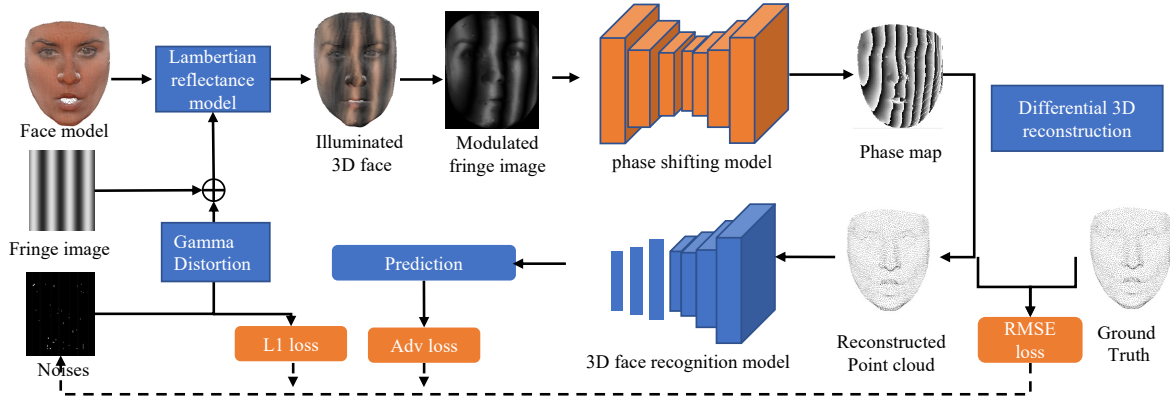 Face model
Lambertian
reflectance
model
Illuminated
3D face
Modulated
fringe image
phase shifting model
Phase map
Differential 3D
reconstruction
Fringe image
Gamma
Distortion
Prediction
Noises
L1 loss
Adv loss
3D face recognition model
Reconstructed
Point cloud
RMSE
loss
Ground
Truth